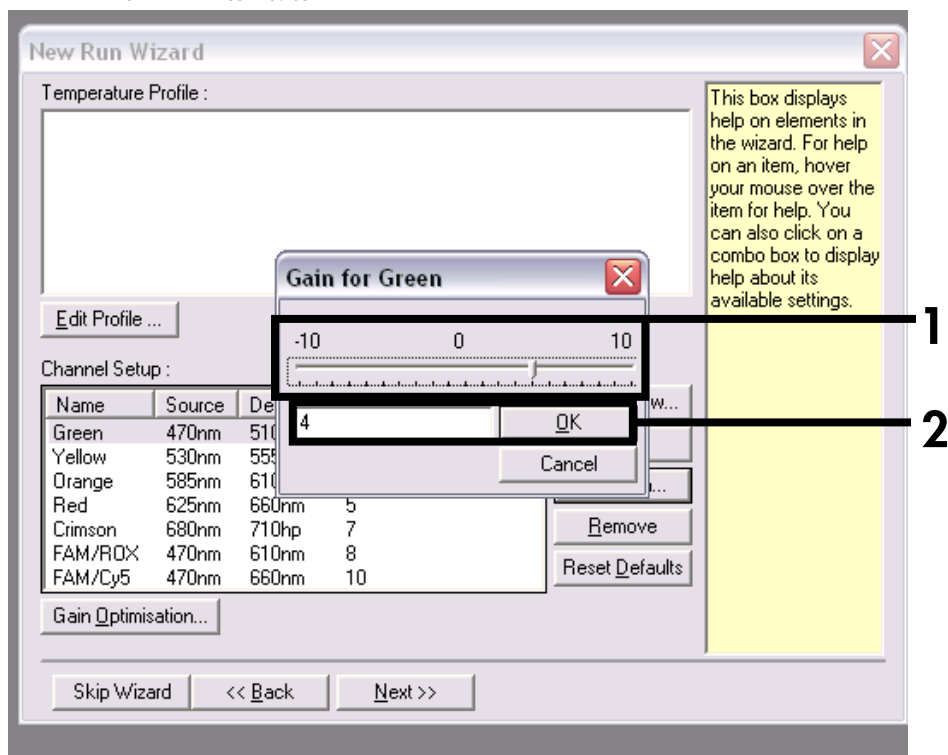 New Run Wizard
Temperature Profile :
This box displays
help on elements in
the wizard. For help
on an item, hover
your mouse over the
item for help. You
can also click on a
combo box to display
help about its
available settings.
Gain for Green
Edit Profile ...
-10 0 10
1
Channel Setup :
Name Source De
4 OK w...
2
Green 470nm 510
Yellow 530nm 555
Cancel
Orange 585nm 610
Red 625nm 660nm 5
Crimson 680nm 710hp 7
Remove
FAM/ROX 470nm 610nm 8
FAM/Cy5 470nm 660nm 10
Reset Defaults
Gain Optimisation...
Skip Wizard << Back Next >>